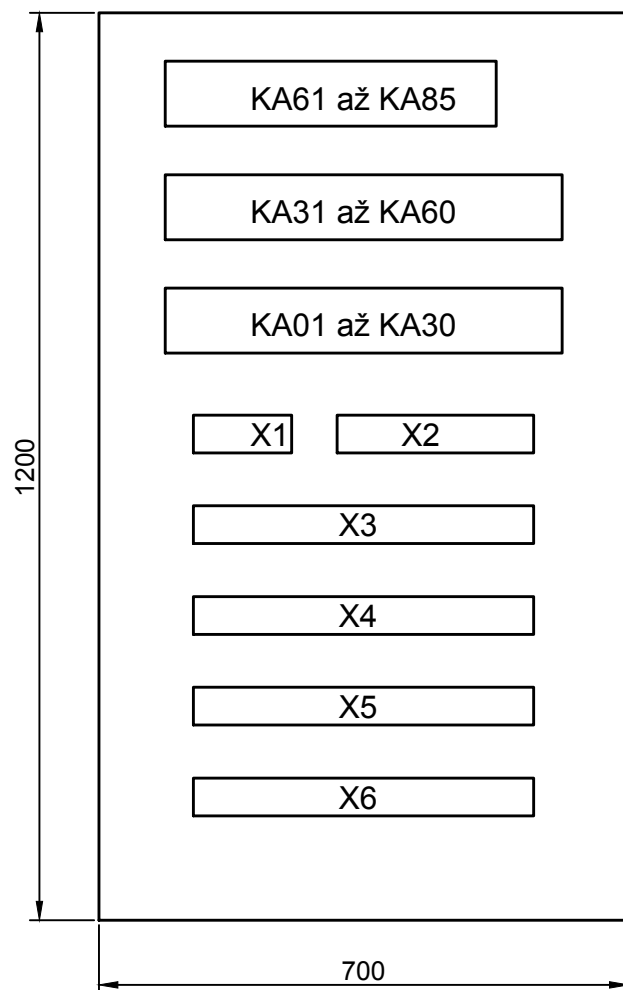 KA61 až KA85
KA31 až KA60
KA01 až KA30
X1 X2
1200
X3
X4
X5
X6
700